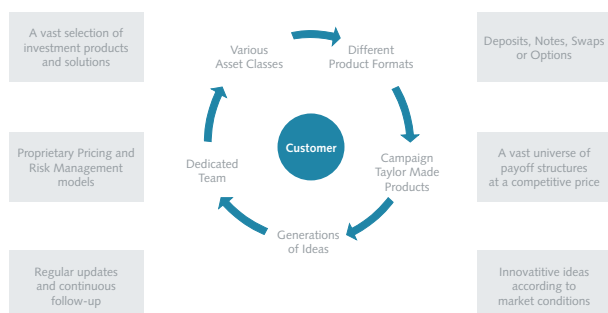 A vast selection of
investment products
and solutions
Various
Asset Classes
Different
Product Formats
Deposits, Notes, Swaps
or Options
Proprietary Pricing and
Risk Management
models
Dedicated
Team
Customer
Campaign
Taylor Made
Products
A vast universe of
payoff structures
at a competitive price
Generations
of Ideas
Regular updates
and continuous
follow-up
Innovatitive ideas
according to
market conditions